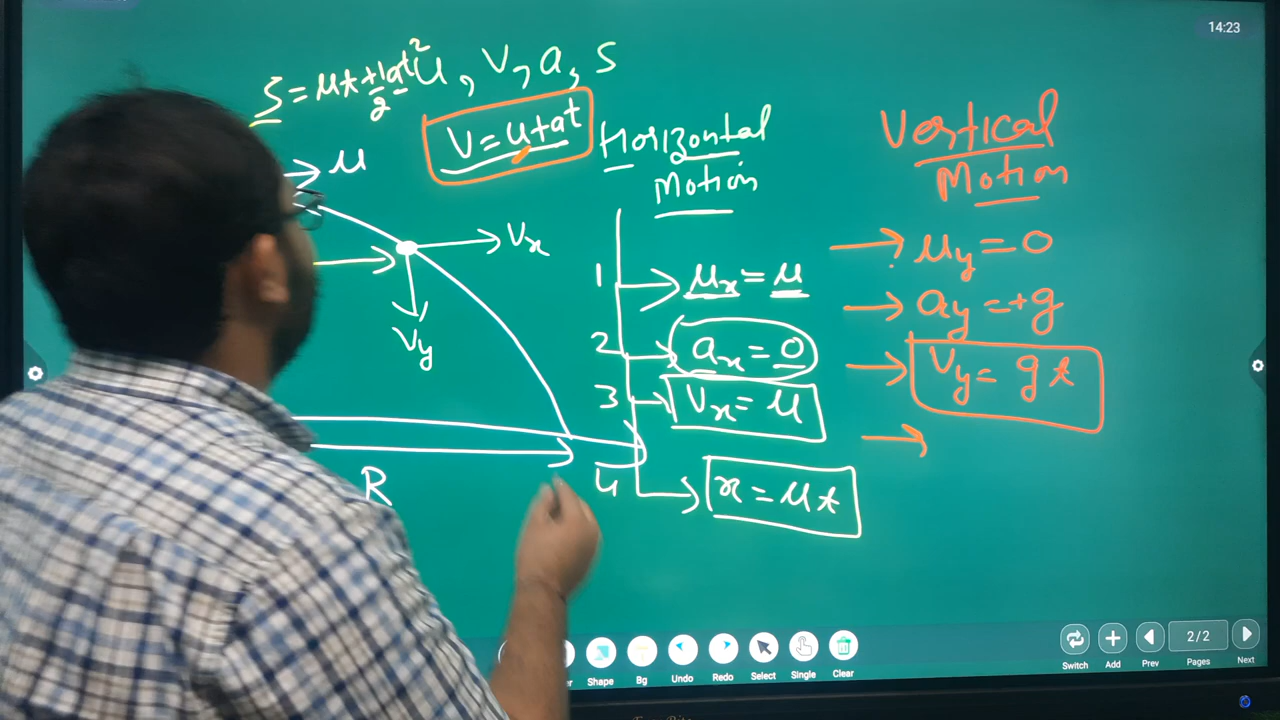 14:23
S = ut + 1/2 at² u, v, a, s
v = u + at
Horizontal
Motion
Vertical
Motion
→ u
Vx
Vy
R
1 → ux = u
2 → ax = 0
3 → Vx = u
4 → x = ut
→ uy = 0
→ ay = +g
→ Vy = gt
→
Shape
Bg
Undo
Redo
Select
Single
Clear
Switch
Add
Prev
2/2
Pages
Next